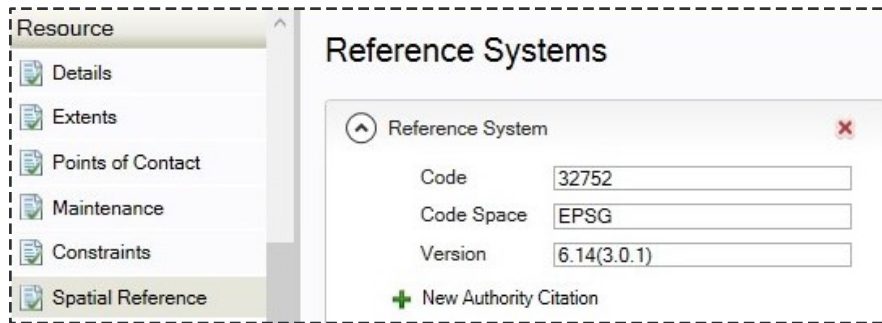 Resource
Details
Extents
Points of Contact
Maintenance
Constraints
Spatial Reference
Reference Systems
Reference System
Code 32752
Code Space EPSG
Version 6.14(3.0.1)
New Authority Citation